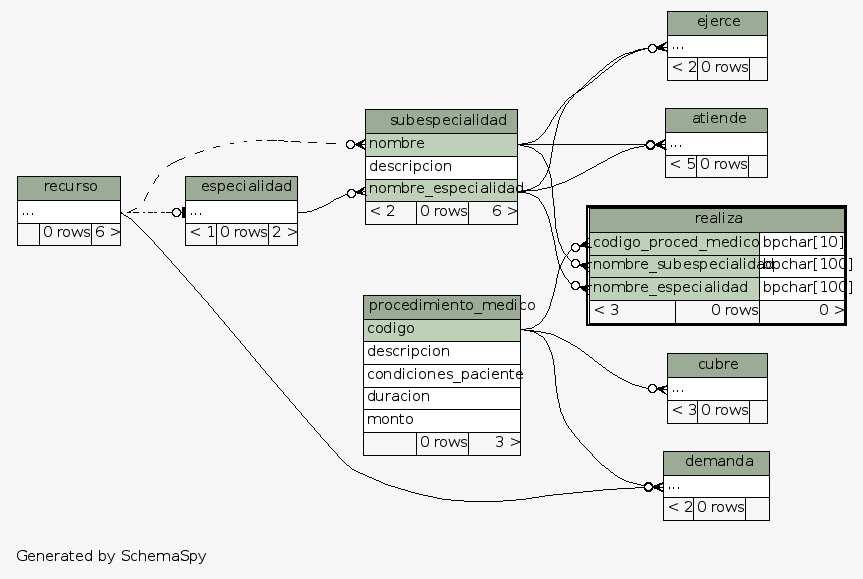 ejerce
...
< 2 0 rows
atiende
...
< 5 0 rows
subespecialidad
nombre
descripcion
nombre_especialidad
< 2 0 rows 6 >
recurso
...
0 rows 6 >
especialidad
...
< 1 0 rows 2 >
realiza
codigo_proced_medico bpchar[10]
nombre_subespecialidad bpchar[100]
nombre_especialidad bpchar[100]
< 3 0 rows 0 >
procedimiento_medico
codigo
descripcion
condiciones_paciente
duracion
monto
0 rows 3 >
cubre
...
< 3 0 rows
demanda
...
< 2 0 rows
Generated by SchemaSpy